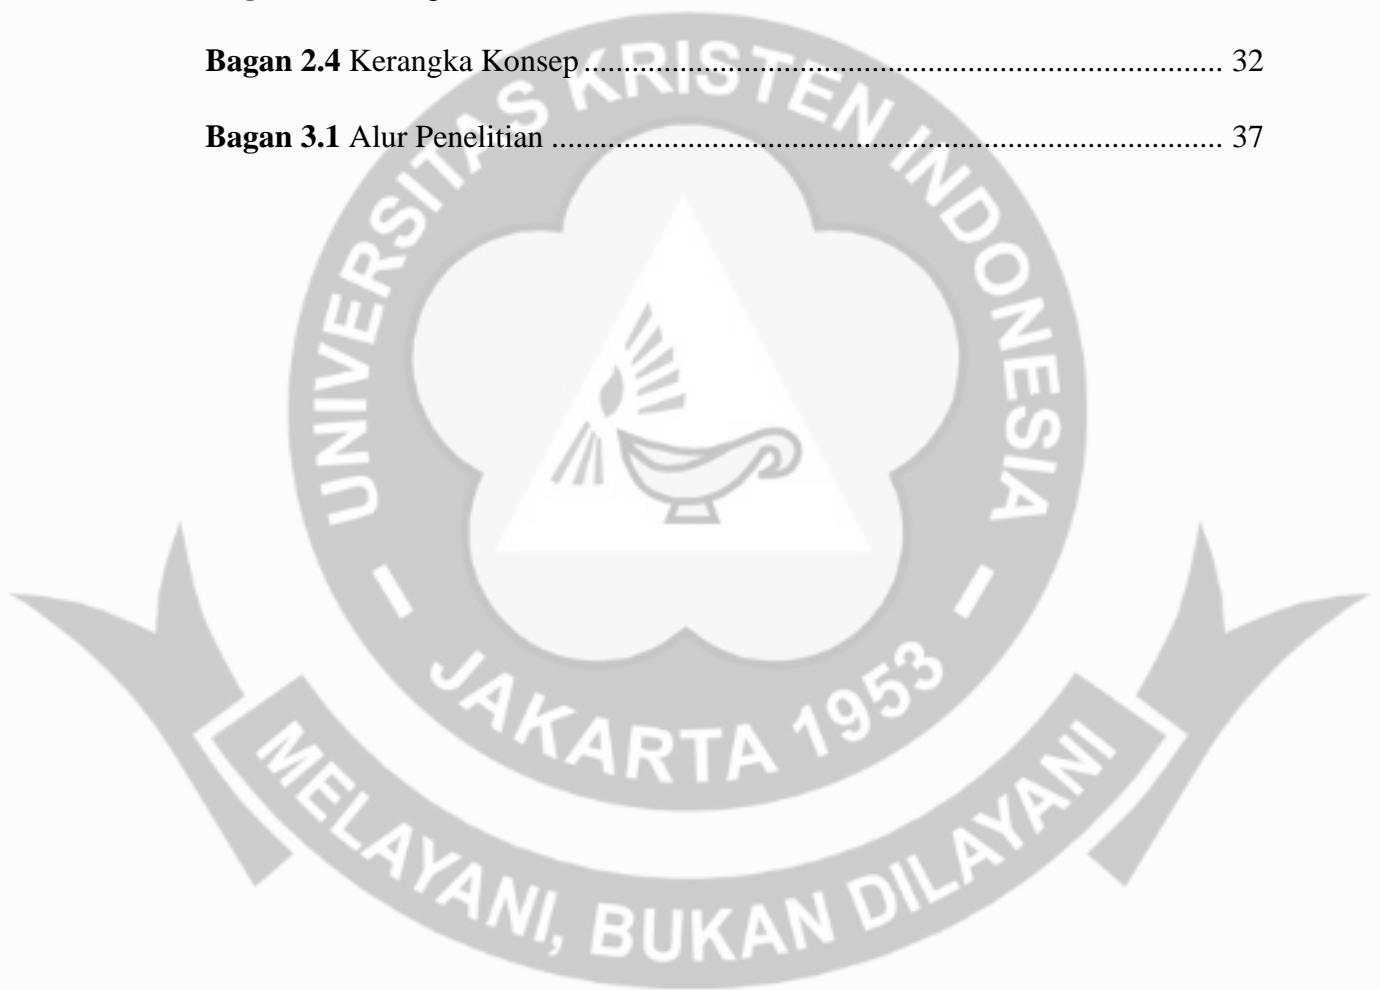 Bagan 2.4 Kerangka Konsep ................................................................................ 32
Bagan 3.1 Alur Penelitian .................................................................................... 37
UNIVERSITAS KRISTEN INDONESIA
JAKARTA 1953
MELAYANI, BUKAN DILAYANI